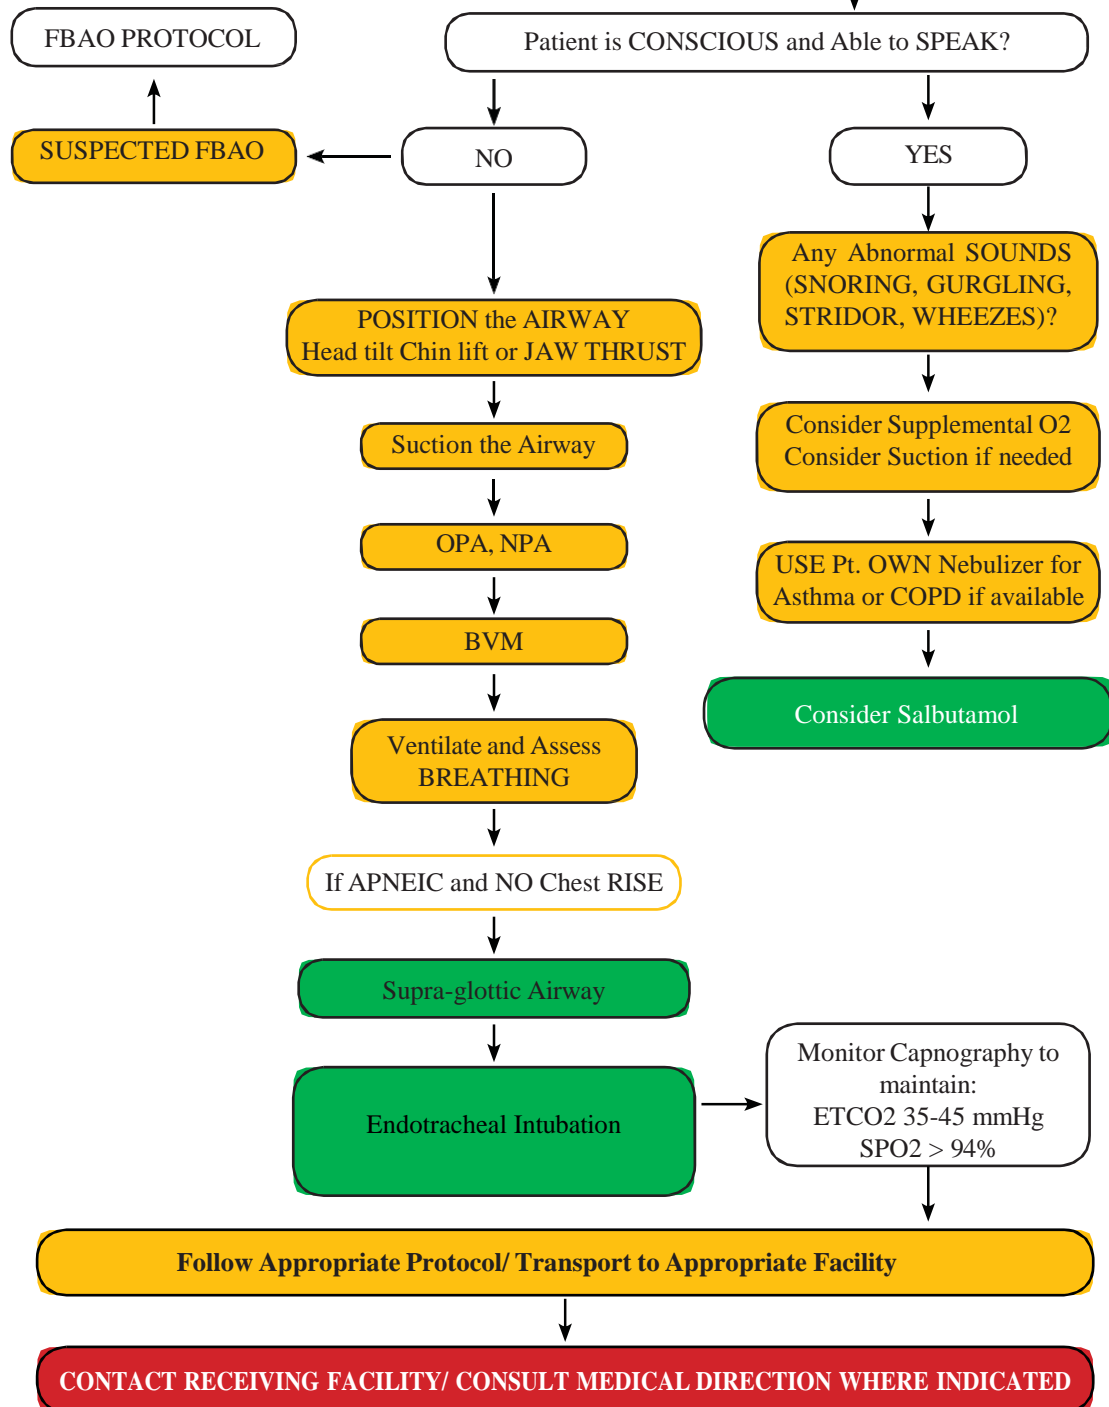 FBAO PROTOCOL
Patient is CONSCIOUS and Able to SPEAK?
SUSPECTED FBAO
NO
YES
Any Abnormal SOUNDS
(SNORING, GURGLING,
STRIDOR, WHEEZES)?
POSITION the AIRWAY
Head tilt Chin lift or JAW THRUST
Suction the Airway
Consider Supplemental O2
Consider Suction if needed
OPA, NPA
USE Pt. OWN Nebulizer for
Asthma or COPD if available
BVM
Consider Salbutamol
Ventilate and Assess
BREATHING
If APNEIC and NO Chest RISE
Supra-glottic Airway
Endotracheal Intubation
Monitor Capnography to
maintain:
ETCO2 35-45 mmHg
SPO2 > 94%
Follow Appropriate Protocol/ Transport to Appropriate Facility
CONTACT RECEIVING FACILITY/ CONSULT MEDICAL DIRECTION WHERE INDICATED